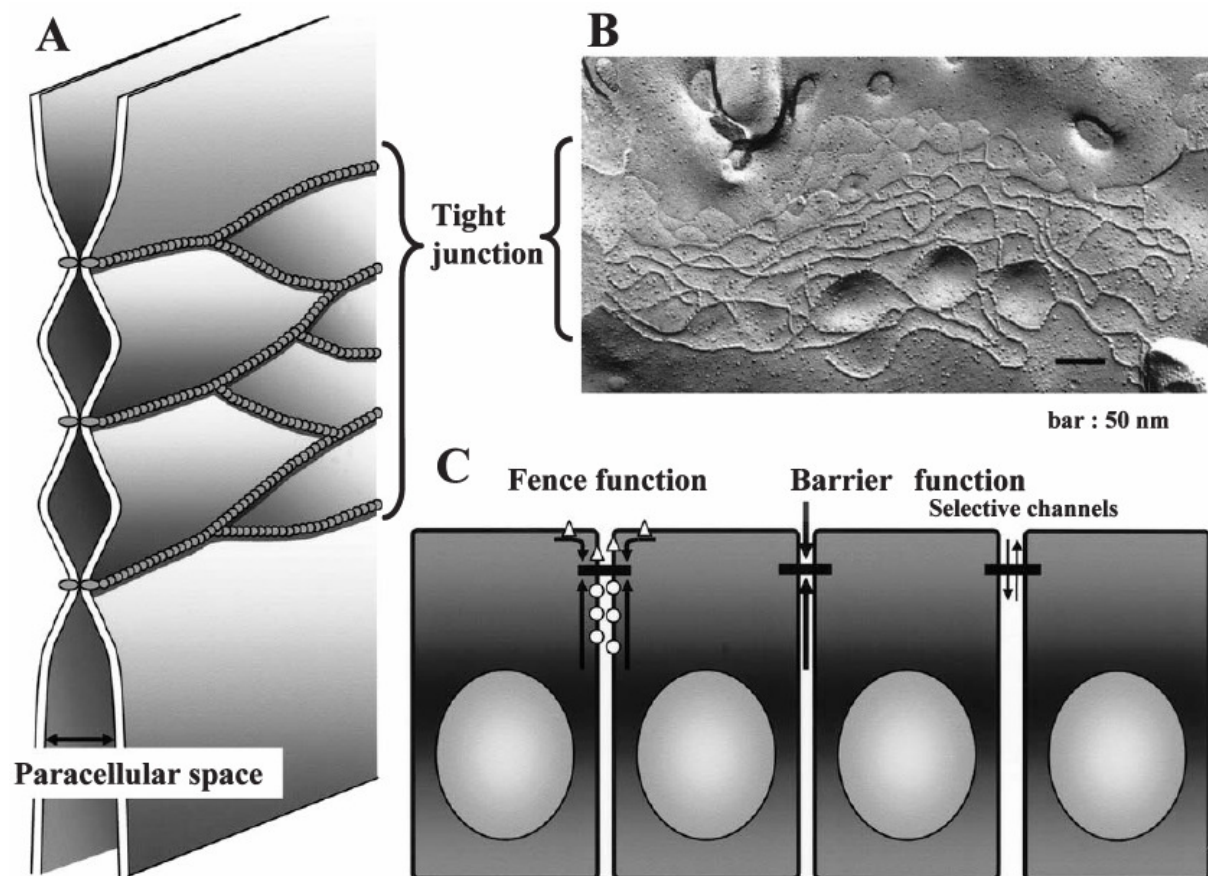 A
B
Tight
junction
bar : 50 nm
C
Fence function
Barrier function
Selective channels
Paracellular space